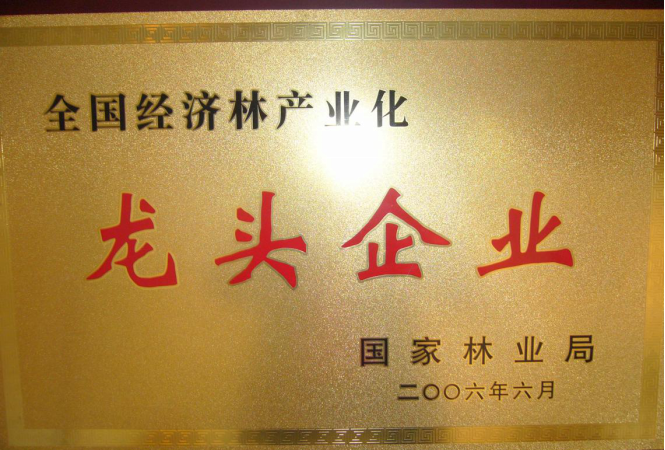 全国经济林产业化
龙头企业
国家林业局
二〇〇六年六月